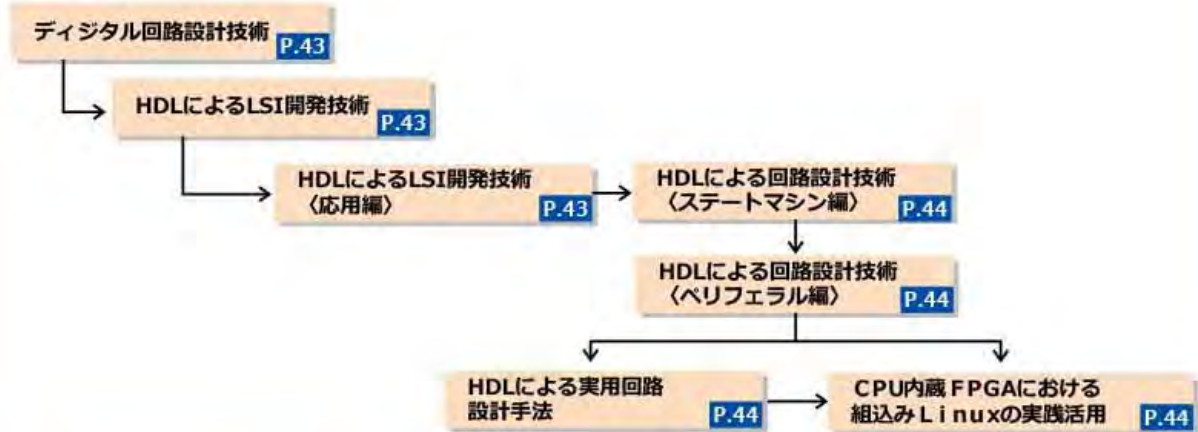 ディジタル回路設計技術
P.43
HDLによるLSI開発技術
P.43
HDLによるLSI開発技術
〈応用編〉
P.43
HDLによる回路設計技術
〈ステートマシン編〉
P.44
HDLによる回路設計技術
〈ペリフェラル編〉
P.44
HDLによる実用回路
設計手法
P.44
CPU内蔵FPGAにおける
組込みLinuxの実践活用
P.44